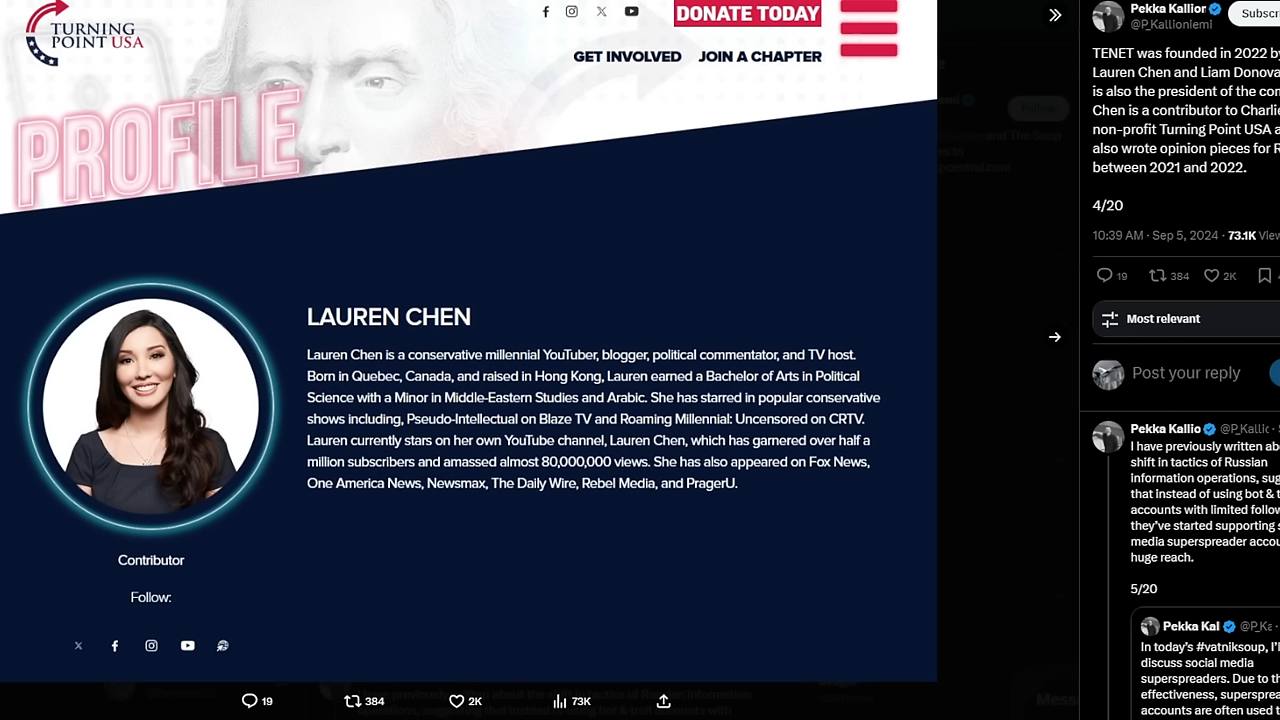 TURNING
POINT USA
DONATE TODAY
GET INVOLVED JOIN A CHAPTER
PROFILE
LAUREN CHEN
Lauren Chen is a conservative millennial YouTuber, blogger, political commentator, and TV host.
Born in Quebec, Canada, and raised in Hong Kong, Lauren earned a Bachelor of Arts in Political
Science with a Minor in Middle-Eastern Studies and Arabic. She has starred in popular conservative
shows including, Pseudo-Intellectual on Blaze TV and Roaming Millennial: Uncensored on CRTV.
Lauren currently stars on her own YouTube channel, Lauren Chen, which has garnered over half a
million subscribers and amassed almost 80,000,000 views. She has also appeared on Fox News,
One America News, Newsmax, The Daily Wire, Rebel Media, and PragerU.
Contributor
Follow:
19 384 2K 73K
Pekka Kallior
@P_Kallioniemi
Subscri
TENET was founded in 2022 by
Lauren Chen and Liam Donova
is also the president of the com
Chen is a contributor to Charlie
non-profit Turning Point USA a
also wrote opinion pieces for R
between 2021 and 2022.
4/20
10:39 AM · Sep 5, 2024 · 73.1K View
19 384 2K
Most relevant
Post your reply
Pekka Kallio @P_Kallic ·
I have previously written abo
shift in tactics of Russian
information operations, sug
that instead of using bot & t
accounts with limited follow
they've started supporting s
media superspreader accou
huge reach.
5/20
Pekka Kal @P_Ka ·
In today's #vatniksoup, I'l
discuss social media
superspreaders. Due to th
effectiveness, superspre
accounts are often used t